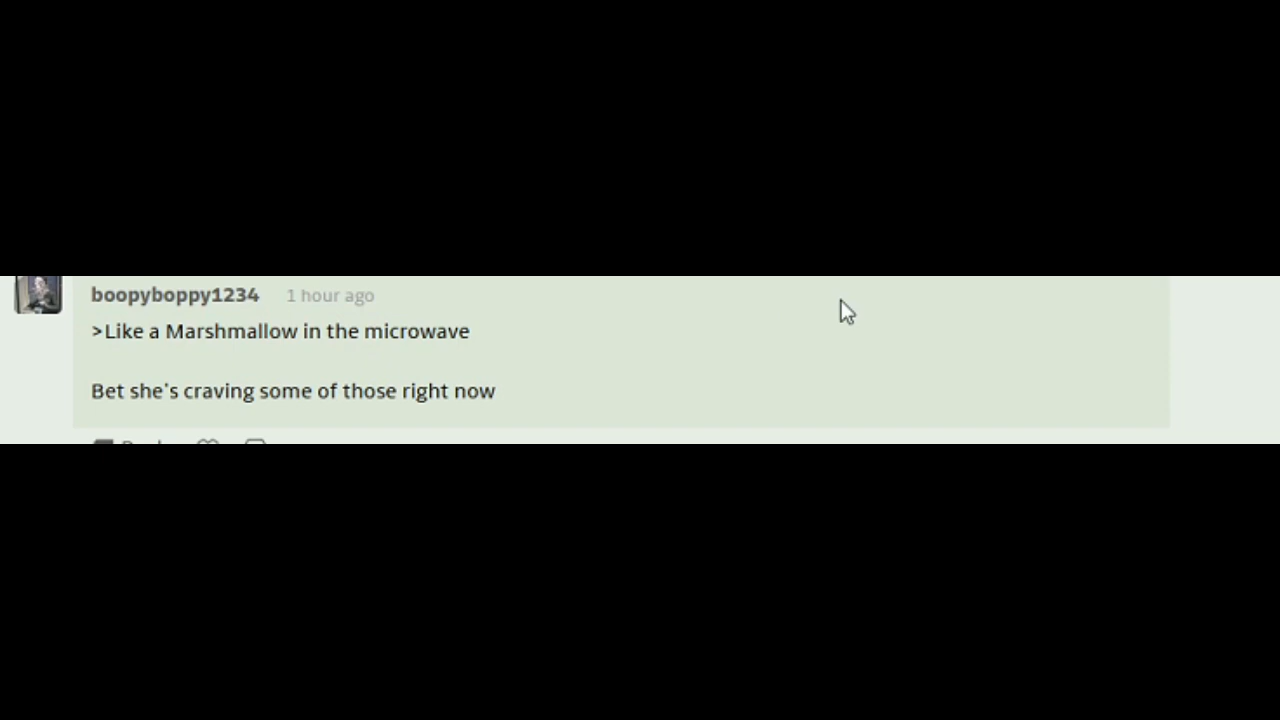 boopyboppy1234 1 hour ago
>Like a Marshmallow in the microwave
Bet she's craving some of those right now